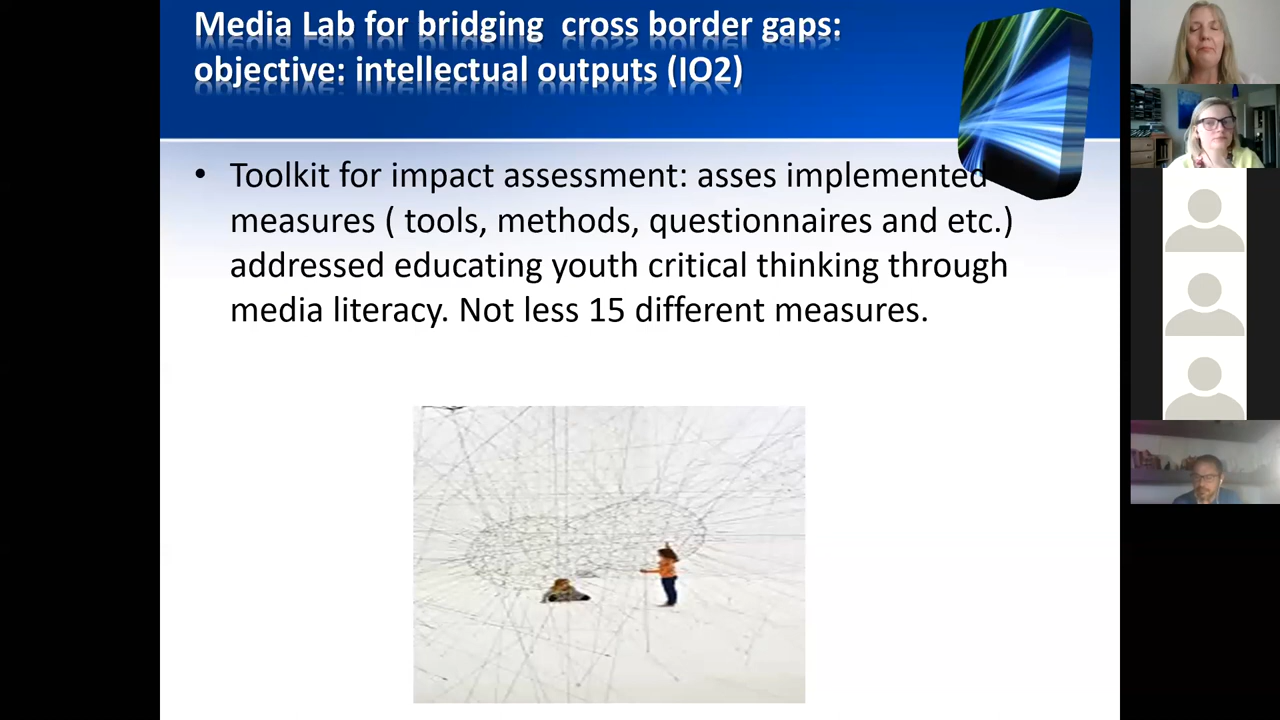 Media Lab for bridging  cross border gaps:
objective: intellectual outputs (IO2)
• Toolkit for impact assessment: asses implemented
measures ( tools, methods, questionnaires and etc.)
addressed educating youth critical thinking through
media literacy. Not less 15 different measures.